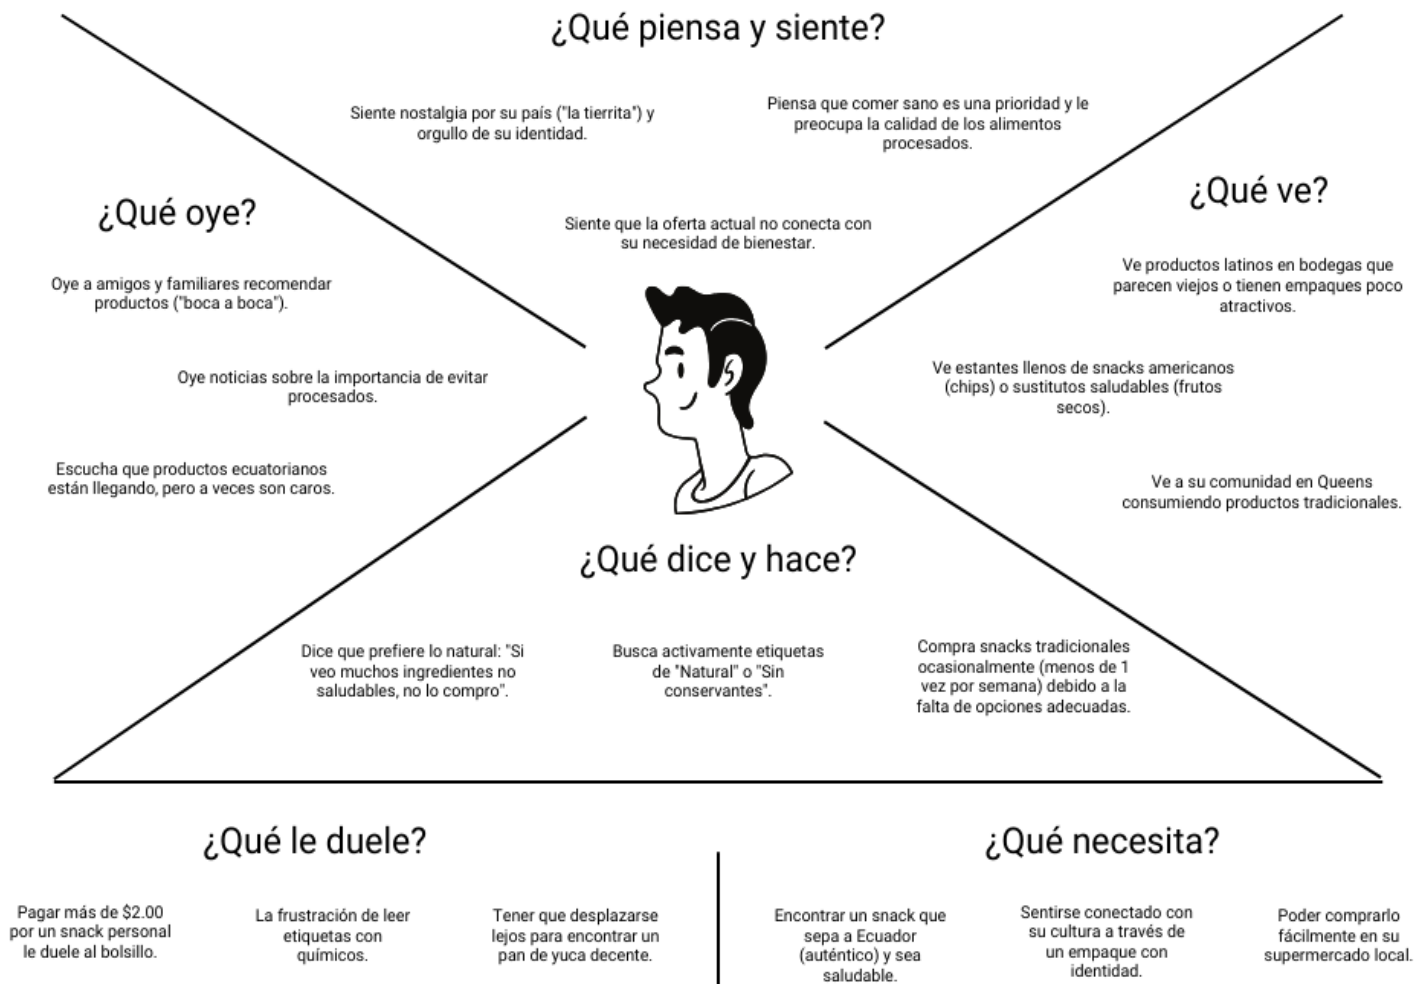 ¿Qué piensa y siente?
Siente nostalgia por su país ("la tierrita") y
orgullo de su identidad.
Piensa que comer sano es una prioridad y le
preocupa la calidad de los alimentos
procesados.
Siente que la oferta actual no conecta con
su necesidad de bienestar.
¿Qué oye?
Oye a amigos y familiares recomendar
productos ("boca a boca").
Oye noticias sobre la importancia de evitar
procesados.
Escucha que productos ecuatorianos
están llegando, pero a veces son caros.
¿Qué ve?
Ve productos latinos en bodegas que
parecen viejos o tienen empaques poco
atractivos.
Ve estantes llenos de snacks americanos
(chips) o sustitutos saludables (frutos
secos).
Ve a su comunidad en Queens
consumiendo productos tradicionales.
¿Qué dice y hace?
Dice que prefiere lo natural: "Si
veo muchos ingredientes no
saludables, no lo compro".
Busca activamente etiquetas
de "Natural" o "Sin
conservantes".
Compra snacks tradicionales
ocasionalmente (menos de 1
vez por semana) debido a la
falta de opciones adecuadas.
¿Qué le duele?
Pagar más de $2.00
por un snack personal
le duele al bolsillo.
La frustración de leer
etiquetas con
químicos.
Tener que desplazarse
lejos para encontrar un
pan de yuca decente.
¿Qué necesita?
Encontrar un snack que
sepa a Ecuador
(auténtico) y sea
saludable.
Sentirse conectado con
su cultura a través de
un empaque con
identidad.
Poder comprarlo
fácilmente en su
supermercado local.